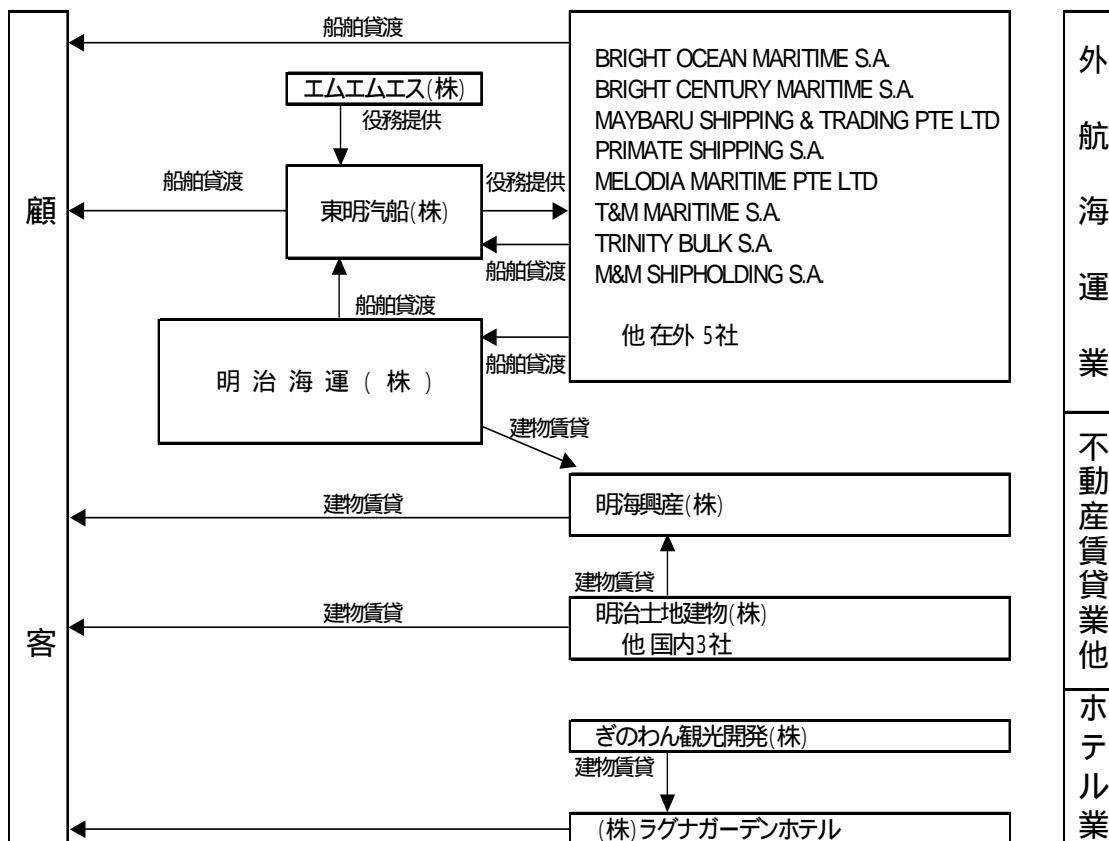 船舶貸渡
BRIGHT OCEAN MARITIME S.A.
BRIGHT CENTURY MARITIME S.A.
MAYBARU SHIPPING & TRADING PTE LTD
PRIMATE SHIPPING S.A.
MELODIA MARITIME PTE LTD
T&M MARITIME S.A.
TRINITY BULK S.A.
M&M SHIPHOLDING S.A.
他 在外 5社
エムエムエス(株)
役務提供
船舶貸渡
東明汽船(株)
役務提供
船舶貸渡
船舶貸渡
明 治 海 運 ( 株 )
船舶貸渡
建物賃貸
建物賃貸
明海興産(株)
建物賃貸
建物賃貸
明治土地建物(株)
他 国内3社
ぎのわん観光開発(株)
建物賃貸
(株)ラグナガーデンホテル
顧客
外航海運業
不動産賃貸業他
ホテル業